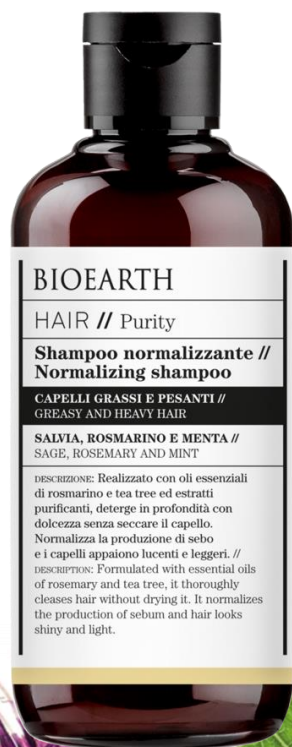 BIOEARTH
HAIR // Purity
Shampoo normalizzante //
Normalizing shampoo
CAPELLI GRASSI E PESANTI //
GREASY AND HEAVY HAIR
SALVIA, ROSMARINO E MENTA //
SAGE, ROSEMARY AND MINT
DESCRIZIONE: Realizzato con oli essenziali
di rosmarino e tea tree ed estratti
purificanti, deterge in profondità con
dolcezza senza seccare il capello.
Normalizza la produzione di sebo
e i capelli appaiono lucenti e leggeri. //
DESCRIPTION: Formulated with essential oils
of rosemary and tea tree, it thoroughly
cleases hair without drying it. It normalizes
the production of sebum and hair looks
shiny and light.